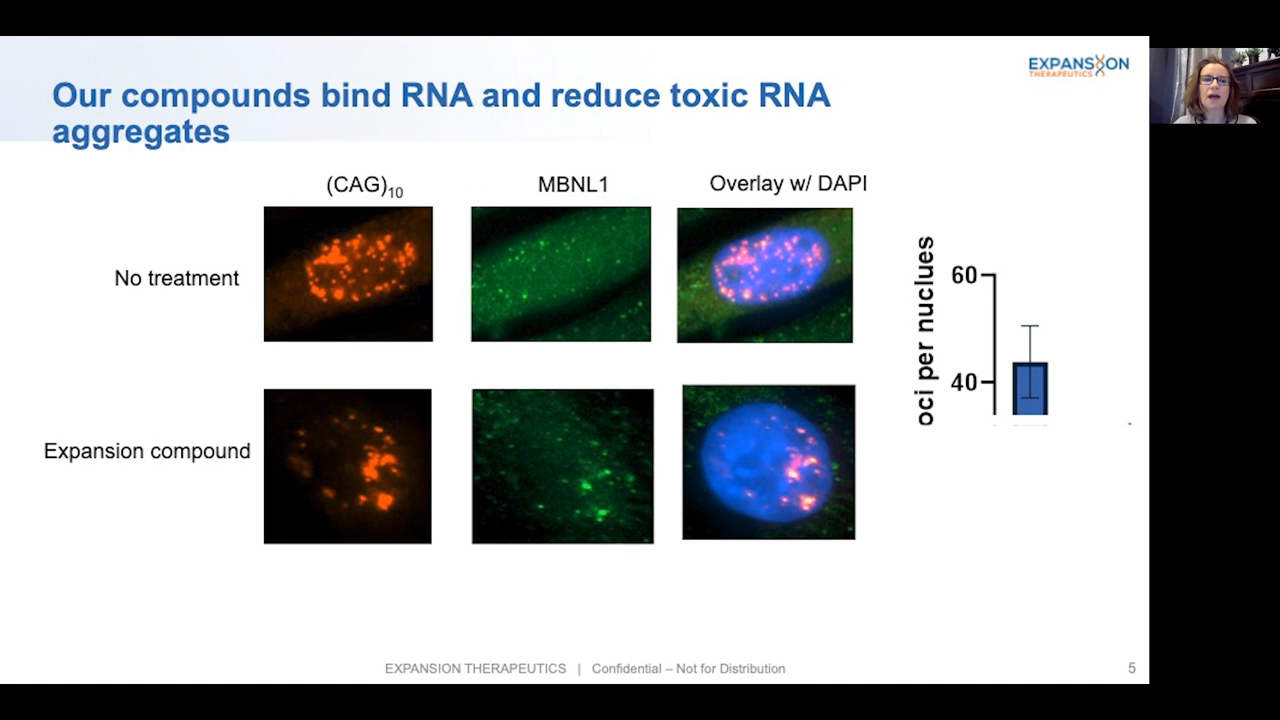 EXPANSION
THERAPEUTICS
Our compounds bind RNA and reduce toxic RNA
aggregates
(CAG)10
MBNL1
Overlay w/ DAPI
No treatment
Expansion compound
oci per nuclues
60
40
EXPANSION THERAPEUTICS | Confidential – Not for Distribution
5